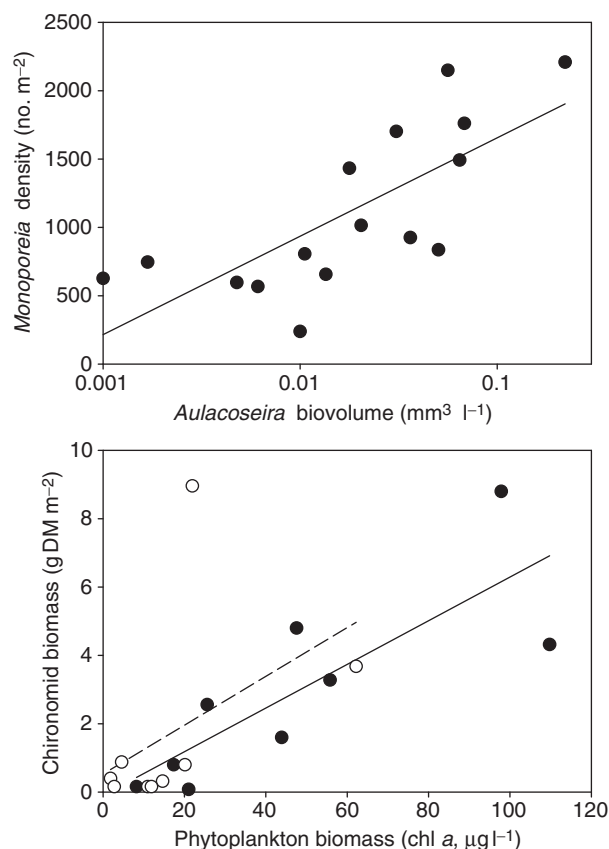 2500
2000
1500
1000
500
0
Monoporeia density (no. m⁻²)
0.001 0.01 0.1
Aulacoseira biovolume (mm³ l⁻¹)
10
8
6
4
2
0
Chironomid biomass (g DM m⁻²)
0 20 40 60 80 100 120
Phytoplankton biomass (chl a, µg l⁻¹)